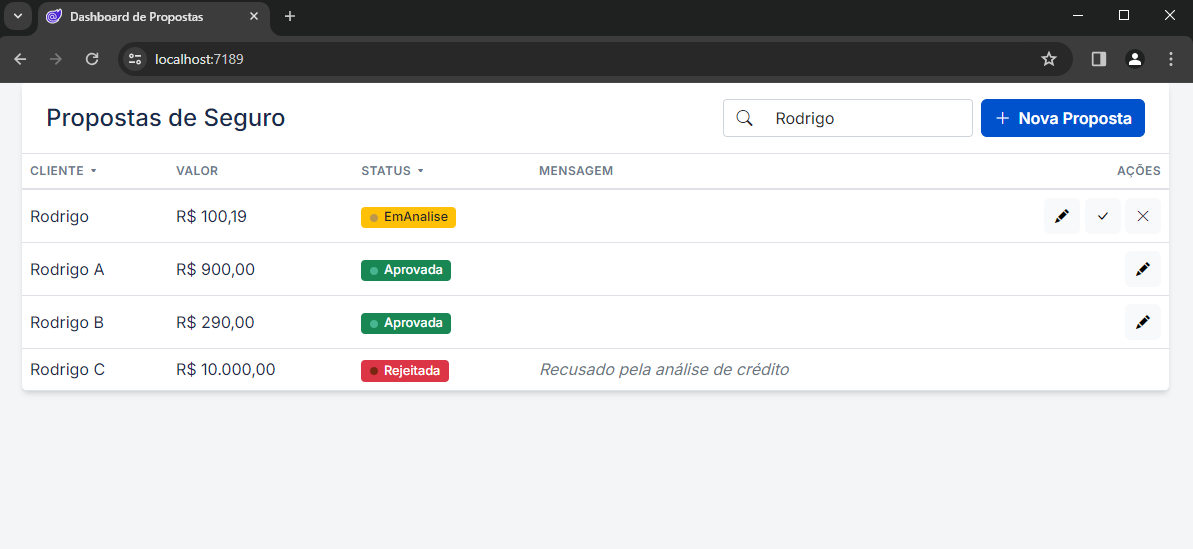 Dashboard de Propostas
localhost:7189
Propostas de Seguro
Rodrigo
Nova Proposta
CLIENTE VALOR STATUS MENSAGEM AÇÕES
Rodrigo R$ 100,19 EmAnalise
Rodrigo A R$ 900,00 Aprovada
Rodrigo B R$ 290,00 Aprovada
Rodrigo C R$ 10.000,00 Rejeitada Recusado pela análise de crédito